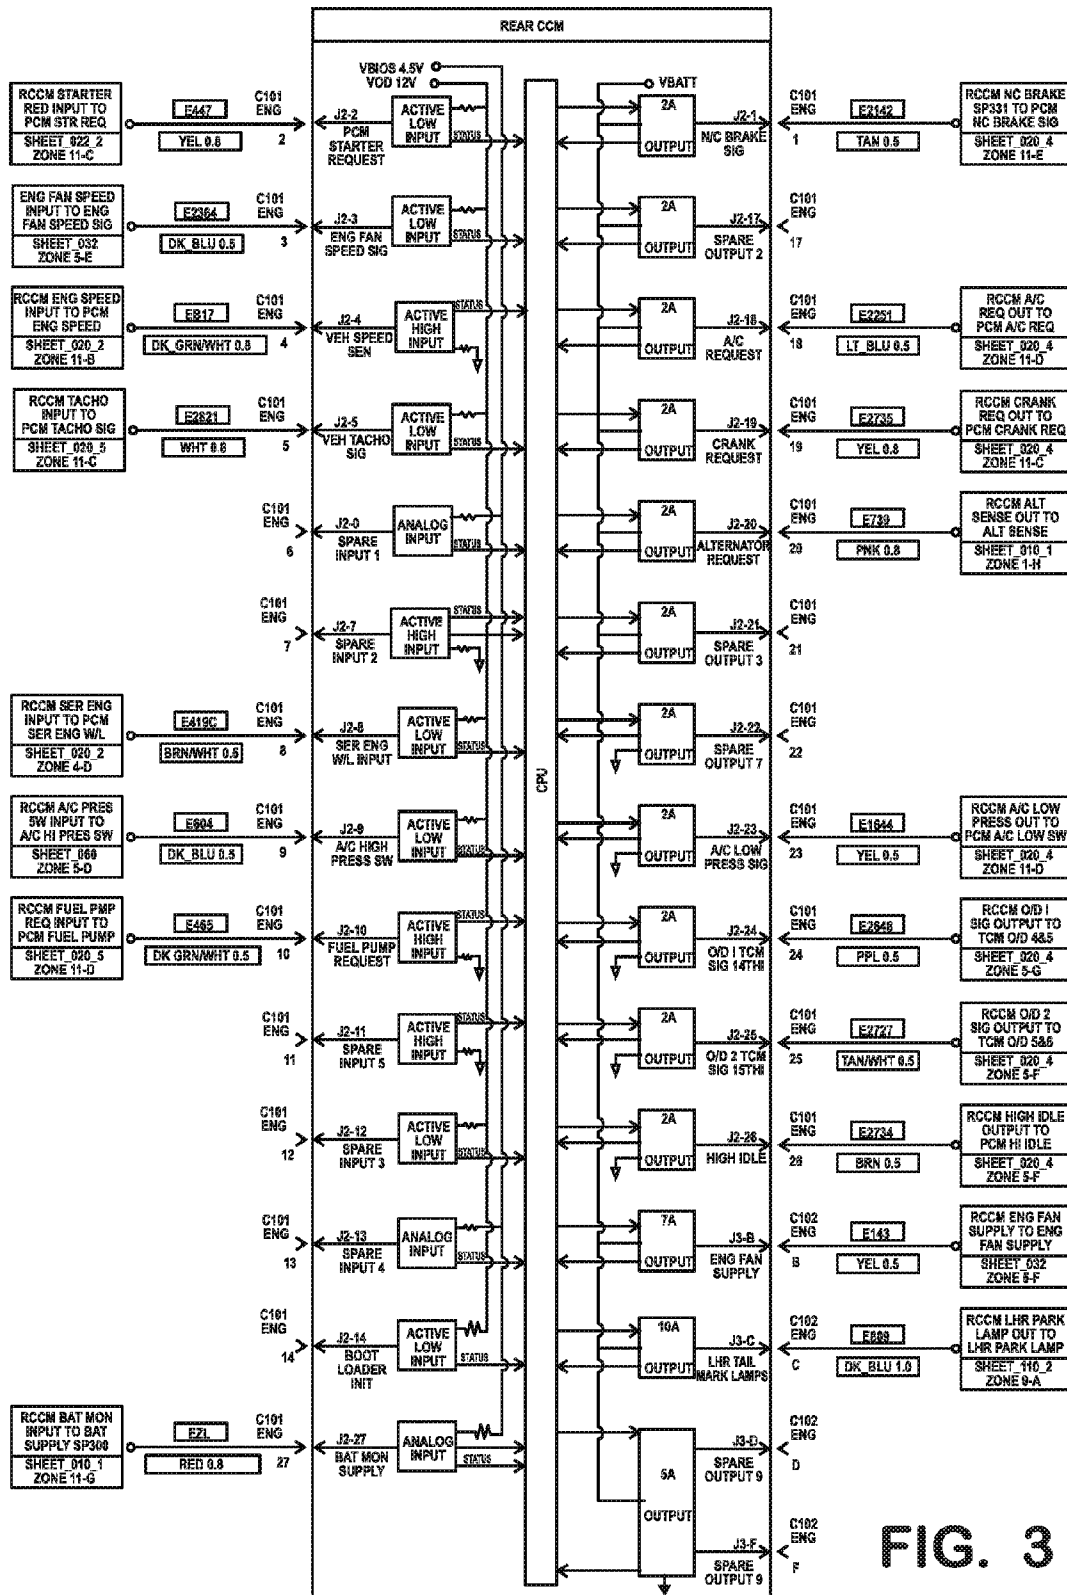 REAR CCM
VBIOS 4.5V
VOD 12V
VBATT
CPU
RCCM STARTER
RED INPUT TO
PCM STR REQ
SHEET_022_2
ZONE 11-C
E447
YEL 0.8
C101
ENG
2
J2-2
PCM
STARTER
REQUEST
ACTIVE
LOW
INPUT
STATUS
2A
OUTPUT
J2-1
N/C BRAKE
SIG
C101
ENG
1
E2142
TAN 0.5
RCCM NC BRAKE
SP331 TO PCM
NC BRAKE SIG
SHEET_020_4
ZONE 11-E
ENG FAN SPEED
INPUT TO ENG
FAN SPEED SIG
SHEET_032
ZONE 5-E
E2364
DK_BLU 0.5
C101
ENG
3
J2-3
ENG FAN
SPEED SIG
ACTIVE
LOW
INPUT
STATUS
2A
OUTPUT
J2-17
SPARE
OUTPUT 2
C101
ENG
17
RCCM ENG SPEED
INPUT TO PCM
ENG SPEED
SHEET_020_2
ZONE 11-B
E817
DK_GRN/WHT 0.8
C101
ENG
4
J2-4
VEH SPEED
SEN
ACTIVE
HIGH
INPUT
STATUS
2A
OUTPUT
J2-18
A/C
REQUEST
C101
ENG
18
E2251
LT_BLU 0.5
RCCM A/C
REQ OUT TO
PCM A/C REQ
SHEET_020_4
ZONE 11-D
RCCM TACHO
INPUT TO
PCM TACHO SIG
SHEET_020_5
ZONE 11-C
E2821
WHT 0.8
C101
ENG
5
J2-5
VEH TACHO
SIG
ACTIVE
LOW
INPUT
STATUS
2A
OUTPUT
J2-19
CRANK
REQUEST
C101
ENG
19
E2735
YEL 0.8
RCCM CRANK
REQ OUT TO
PCM CRANK REQ
SHEET_020_4
ZONE 11-C
C101
ENG
6
SPARE
INPUT 1
ANALOG
INPUT
STATUS
2A
OUTPUT
J2-20
ALTERNATOR
REQUEST
C101
ENG
20
E739
PNK 0.8
RCCM ALT
SENSE OUT TO
ALT SENSE
SHEET_010_1
ZONE 1-H
C101
ENG
7
J2-7
SPARE
INPUT 2
ACTIVE
HIGH
INPUT
STATUS
2A
OUTPUT
J2-21
SPARE
OUTPUT 3
C101
ENG
21
RCCM SER ENG
INPUT TO PCM
SER ENG W/L
SHEET_020_2
ZONE 4-D
E419C
BRN/WHT 0.5
C101
ENG
8
J2-8
SER ENG
W/L INPUT
ACTIVE
LOW
INPUT
STATUS
2A
OUTPUT
J2-22
SPARE
OUTPUT 7
C101
ENG
22
RCCM A/C PRES
SW INPUT TO
A/C HI PRES SW
SHEET_060
ZONE 5-D
E604
DK_BLU 0.5
C101
ENG
9
J2-9
A/C HIGH
PRESS SW
ACTIVE
LOW
INPUT
STATUS
2A
OUTPUT
J2-23
A/C LOW
PRESS SIG
C101
ENG
23
E1644
YEL 0.5
RCCM A/C LOW
PRESS OUT TO
PCM A/C LOW SW
SHEET_020_4
ZONE 11-D
RCCM FUEL PMP
REQ INPUT TO
PCM FUEL PUMP
SHEET_020_5
ZONE 11-D
E465
DK GRN/WHT 0.5
C101
ENG
10
J2-10
FUEL PUMP
REQUEST
ACTIVE
HIGH
INPUT
STATUS
2A
OUTPUT
J2-24
O/D I TCM
SIG 14THI
C101
ENG
24
E2646
PPL 0.5
RCCM O/D I
SIG OUTPUT TO
TCM O/D 4&5
SHEET_020_4
ZONE 5-G
C101
ENG
11
J2-11
SPARE
INPUT 5
ACTIVE
HIGH
INPUT
STATUS
2A
OUTPUT
J2-25
O/D 2 TCM
SIG 15THI
C101
ENG
25
E2727
TAN/WHT 0.5
RCCM O/D 2
SIG OUTPUT TO
TCM O/D 5&6
SHEET_020_4
ZONE 5-F
C101
ENG
12
J2-12
SPARE
INPUT 3
ACTIVE
LOW
INPUT
STATUS
2A
OUTPUT
J2-26
HIGH IDLE
C101
ENG
26
E2734
BRN 0.5
RCCM HIGH IDLE
OUTPUT TO
PCM HI IDLE
SHEET_020_4
ZONE 5-F
C101
ENG
13
J2-13
SPARE
INPUT 4
ANALOG
INPUT
STATUS
7A
OUTPUT
J3-B
ENG FAN
SUPPLY
C102
ENG
B
E143
YEL 0.5
RCCM ENG FAN
SUPPLY TO ENG
FAN SUPPLY
SHEET_032
ZONE 5-F
C101
ENG
14
J2-14
BOOT
LOADER
INIT
ACTIVE
LOW
INPUT
STATUS
10A
OUTPUT
J3-C
LHR TAIL
MARK LAMPS
C102
ENG
C
DK_BLU 1.0
RCCM LHR PARK
LAMP OUT TO
LHR PARK LAMP
SHEET_110_2
ZONE 9-A
RCCM BAT MON
INPUT TO BAT
SUPPLY SP300
SHEET_010_1
ZONE 11-G
RED 0.8
C101
ENG
27
J2-27
BAT MON
SUPPLY
ANALOG
INPUT
STATUS
5A
OUTPUT
J3-D
SPARE
OUTPUT 9
C102
ENG
D
J3-F
SPARE
OUTPUT 9
C102
ENG
F
FIG. 3